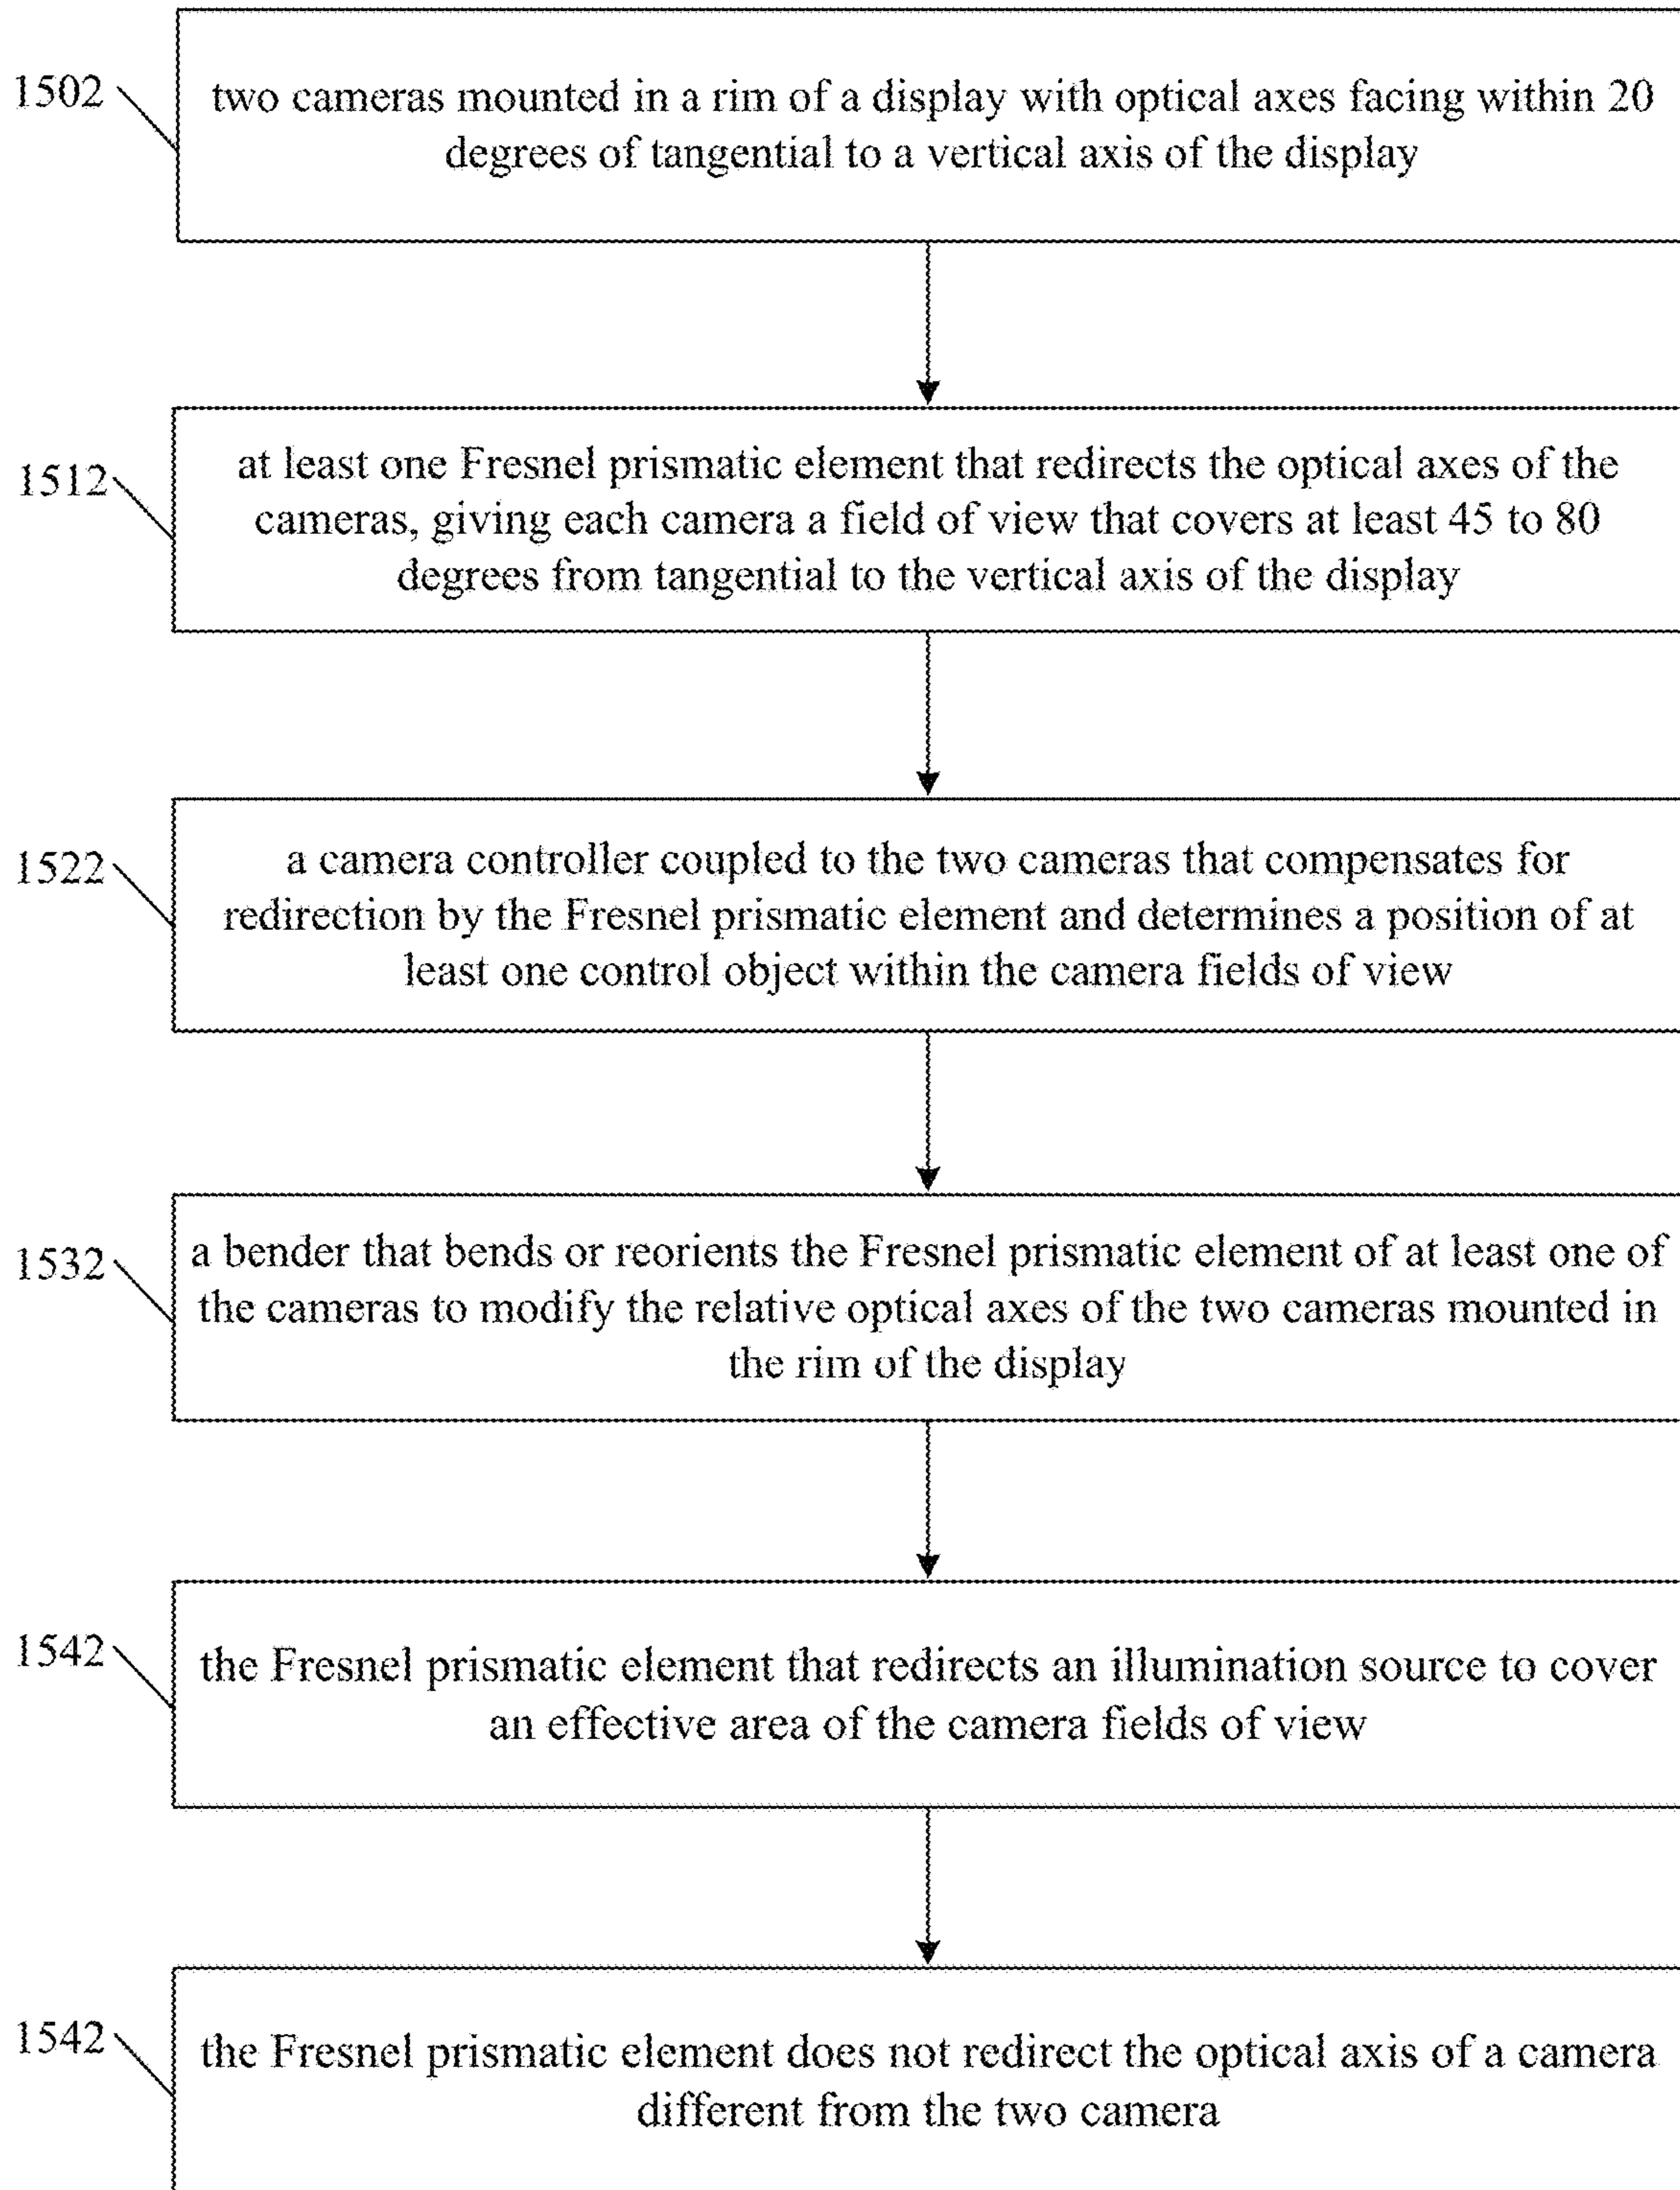 1502
two cameras mounted in a rim of a display with optical axes facing within 20
degrees of tangential to a vertical axis of the display
1512
at least one Fresnel prismatic element that redirects the optical axes of the
cameras, giving each camera a field of view that covers at least 45 to 80
degrees from tangential to the vertical axis of the display
1522
a camera controller coupled to the two cameras that compensates for
redirection by the Fresnel prismatic element and determines a position of at
least one control object within the camera fields of view
1532
a bender that bends or reorients the Fresnel prismatic element of at least one of
the cameras to modify the relative optical axes of the two cameras mounted in
the rim of the display
1542
the Fresnel prismatic element that redirects an illumination source to cover
an effective area of the camera fields of view
1542
the Fresnel prismatic element does not redirect the optical axis of a camera
different from the two camera